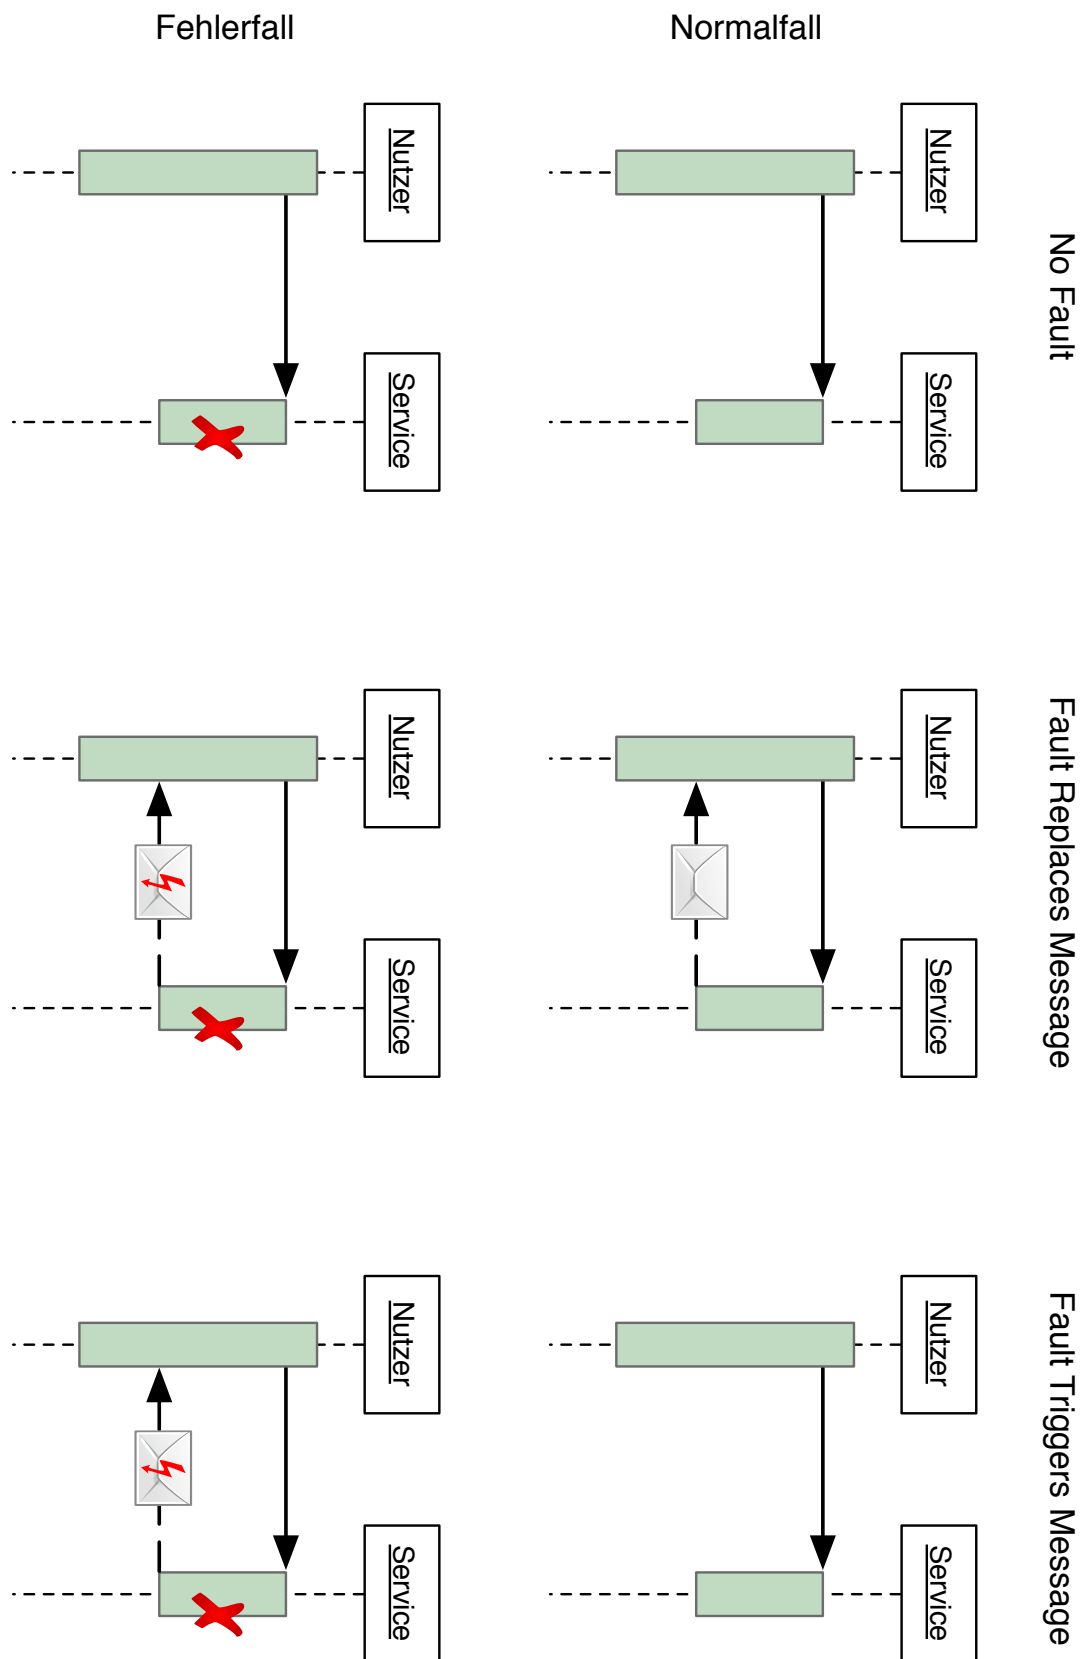 No Fault
Fault Replaces Message
Fault Triggers Message
Normalfall
Nutzer
Service
Nutzer
Service
Nutzer
Service
Fehlerfall
Nutzer
Service
Nutzer
Service
Nutzer
Service